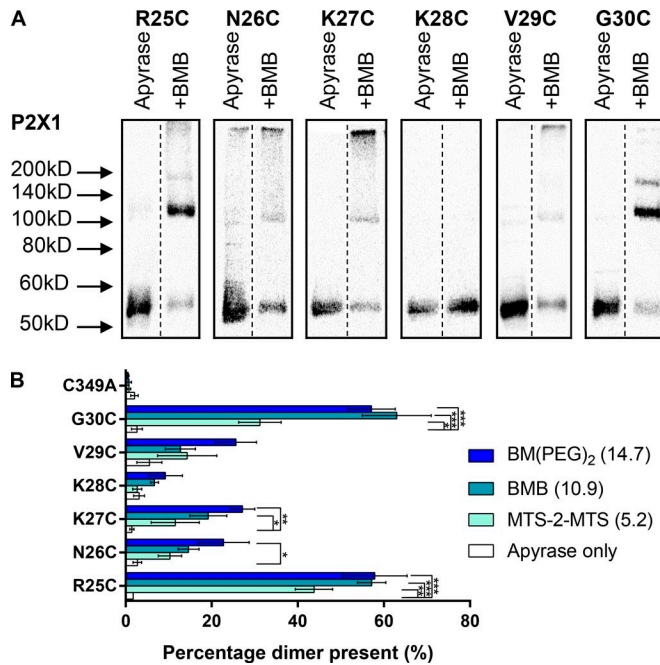 A
R25C N26C K27C K28C V29C G30C
Apyrase +BMB Apyrase +BMB Apyrase +BMB Apyrase +BMB Apyrase +BMB Apyrase +BMB
P2X1
200kD
140kD
100kD
80kD
60kD
50kD
B
C349A
G30C
V29C
K28C
K27C
N26C
R25C
*
***
***
*
**
*
**
***
***
BM(PEG)₂ (14.7)
BMB (10.9)
MTS-2-MTS (5.2)
Apyrase only
0 20 40 60 80
Percentage dimer present (%)